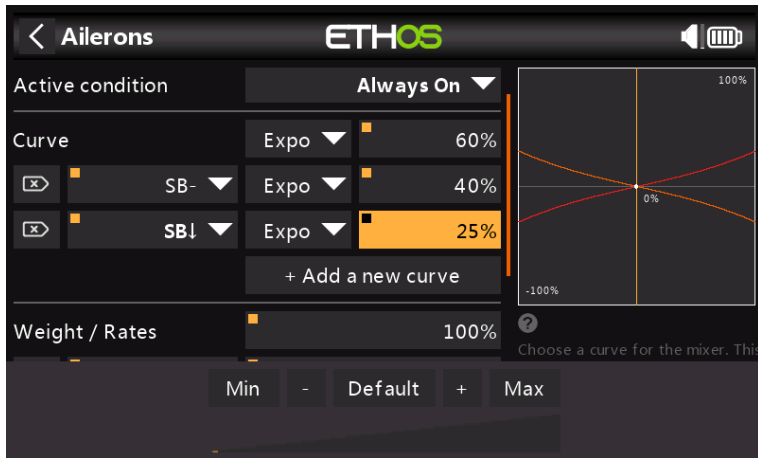 Ailerons
ETHOS
Active condition Always On
Curve Expo 60%
SB- Expo 40%
SB↓ Expo 25%
+ Add a new curve
Weight / Rates 100%
100%
0%
-100%
?
Choose a curve for the mixer. This
Min - Default + Max